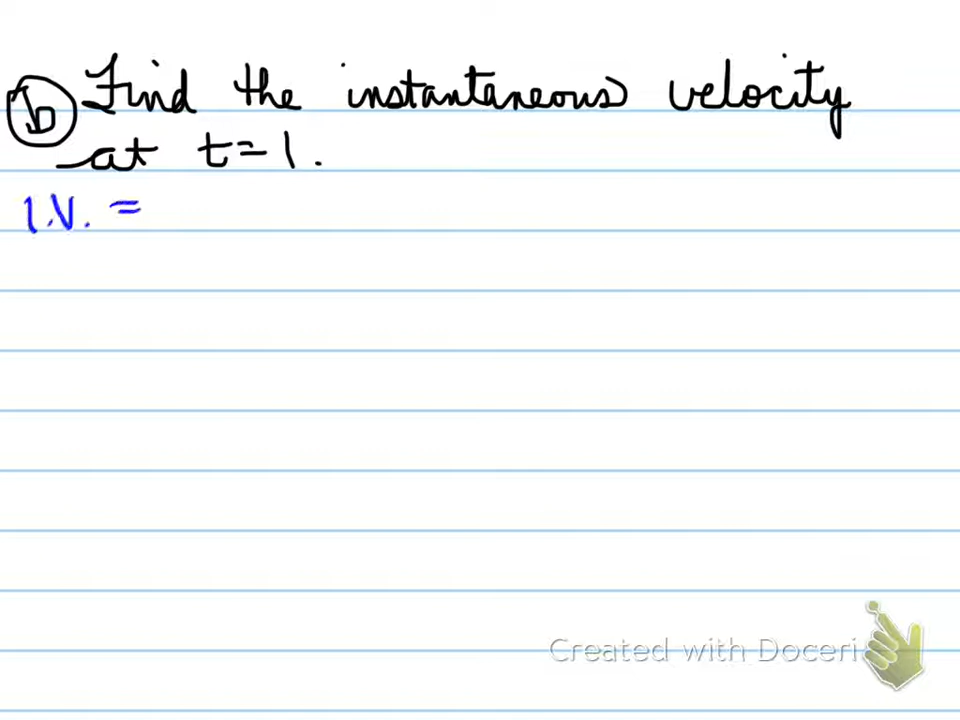 b Find the instantaneous velocity
at t=1.
I.V. =
Created with Doceri